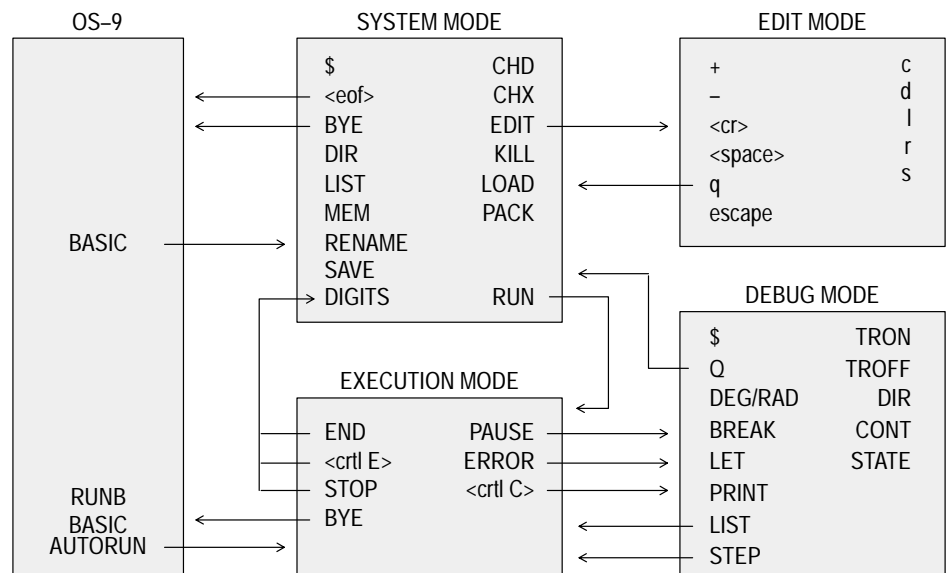 OS–9
BASIC
RUNB
BASIC
AUTORUN
SYSTEM MODE
$ CHD
<eof> CHX
BYE EDIT
DIR KILL
LIST LOAD
MEM PACK
RENAME
SAVE
DIGITS RUN
EDIT MODE
+ c
– d
<cr> l
<space> r
q s
escape
EXECUTION MODE
END PAUSE
<crtl E> ERROR
STOP <crtl C>
BYE
DEBUG MODE
$ TRON
Q TROFF
DEG/RAD DIR
BREAK CONT
LET STATE
PRINT
LIST
STEP